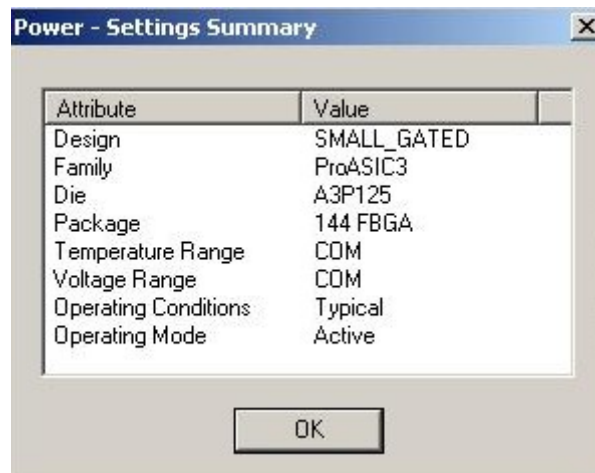 Power - Settings Summary
Attribute Value
Design SMALL_GATED
Family ProASIC3
Die A3P125
Package 144 FBGA
Temperature Range COM
Voltage Range COM
Operating Conditions Typical
Operating Mode Active
OK